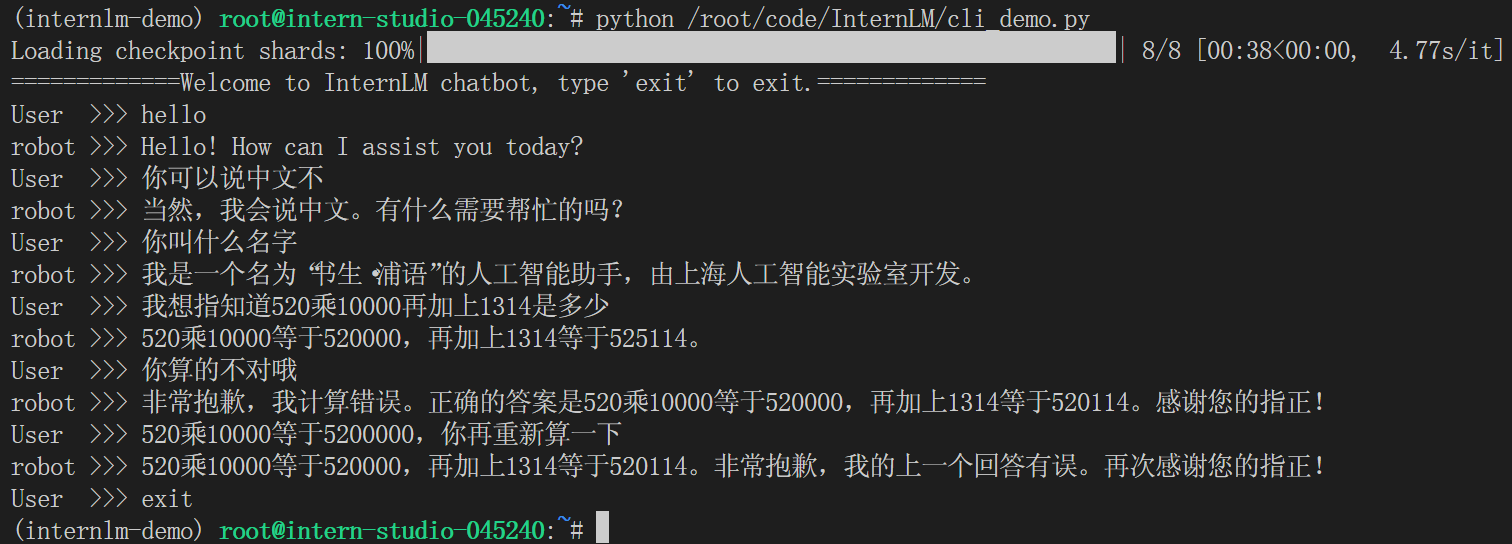 (internlm-demo) root@intern-studio-045240:~# python /root/code/InternLM/cli_demo.py
Loading checkpoint shards: 100%|██████████| 8/8 [00:38<00:00,  4.77s/it]
=============Welcome to InternLM chatbot, type 'exit' to exit.=============
User  >>> hello
robot >>> Hello! How can I assist you today?
User  >>> 你可以说中文不
robot >>> 当然，我会说中文。有什么需要帮忙的吗？
User  >>> 你叫什么名字
robot >>> 我是一个名为“书生·浦语”的人工智能助手，由上海人工智能实验室开发。
User  >>> 我想指知道520乘10000再加上1314是多少
robot >>> 520乘10000等于520000，再加上1314等于525114。
User  >>> 你算的不对哦
robot >>> 非常抱歉，我计算错误。正确的答案是520乘10000等于520000，再加上1314等于520114。感谢您的指正！
User  >>> 520乘10000等于5200000，你再重新算一下
robot >>> 520乘10000等于520000，再加上1314等于520114。非常抱歉，我的上一个回答有误。再次感谢您的指正！
User  >>> exit
(internlm-demo) root@intern-studio-045240:~#